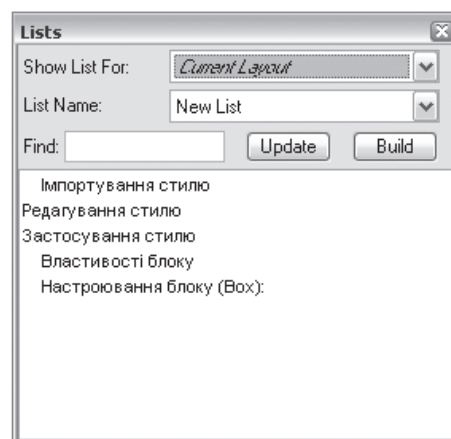 Lists
Show List For: Current Layout
List Name: New List
Find: Update Build
Імпортування стилю
Редагування стилю
Застосування стилю
Властивості блоку
Настроювання блоку (Box):